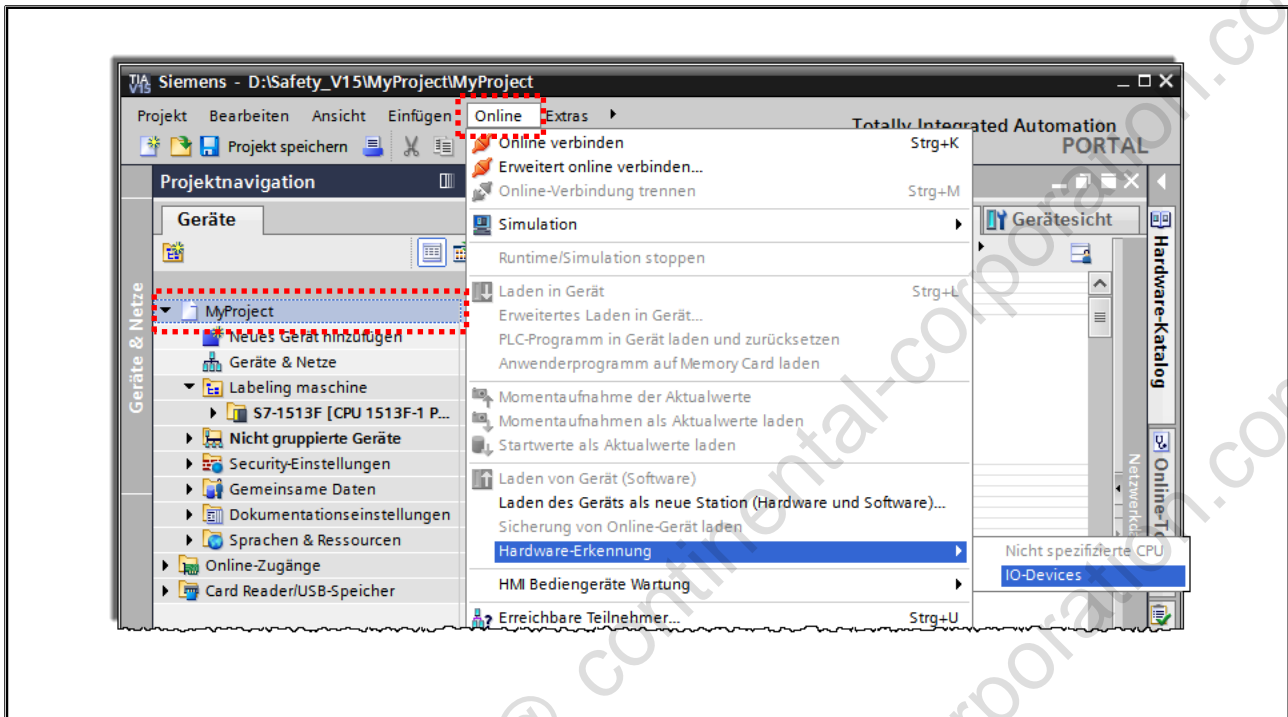 TIA V15 Siemens - D:\Safety_V15\MyProject\MyProject
Projekt Bearbeiten Ansicht Einfügen Online Extras
Totally Integrated Automation
PORTAL
Projekt speichern
Projektnavigation
Geräte
Geräte & Netze
MyProject
Neues Gerät hinzufügen
Geräte & Netze
Labeling maschine
S7-1513F [CPU 1513F-1 P...
Nicht gruppierte Geräte
Security-Einstellungen
Gemeinsame Daten
Dokumentationseinstellungen
Sprachen & Ressourcen
Online-Zugänge
Card Reader/USB-Speicher
Online verbinden Strg+K
Erweitert online verbinden...
Online-Verbindung trennen Strg+M
Simulation
Runtime/Simulation stoppen
Laden in Gerät Strg+L
Erweitertes Laden in Gerät...
PLC-Programm in Gerät laden und zurücksetzen
Anwenderprogramm auf Memory Card laden
Momentaufnahme der Aktualwerte
Momentaufnahmen als Aktualwerte laden
Startwerte als Aktualwerte laden
Laden von Gerät (Software)
Laden des Geräts als neue Station (Hardware und Software)...
Sicherung von Online-Gerät laden
Hardware-Erkennung
HMI Bediengeräte Wartung
Erreichbare Teilnehmer... Strg+U
Nicht spezifizierte CPU
IO-Devices
Gerätesicht
Hardware-Katalog
© continental-corporation.com